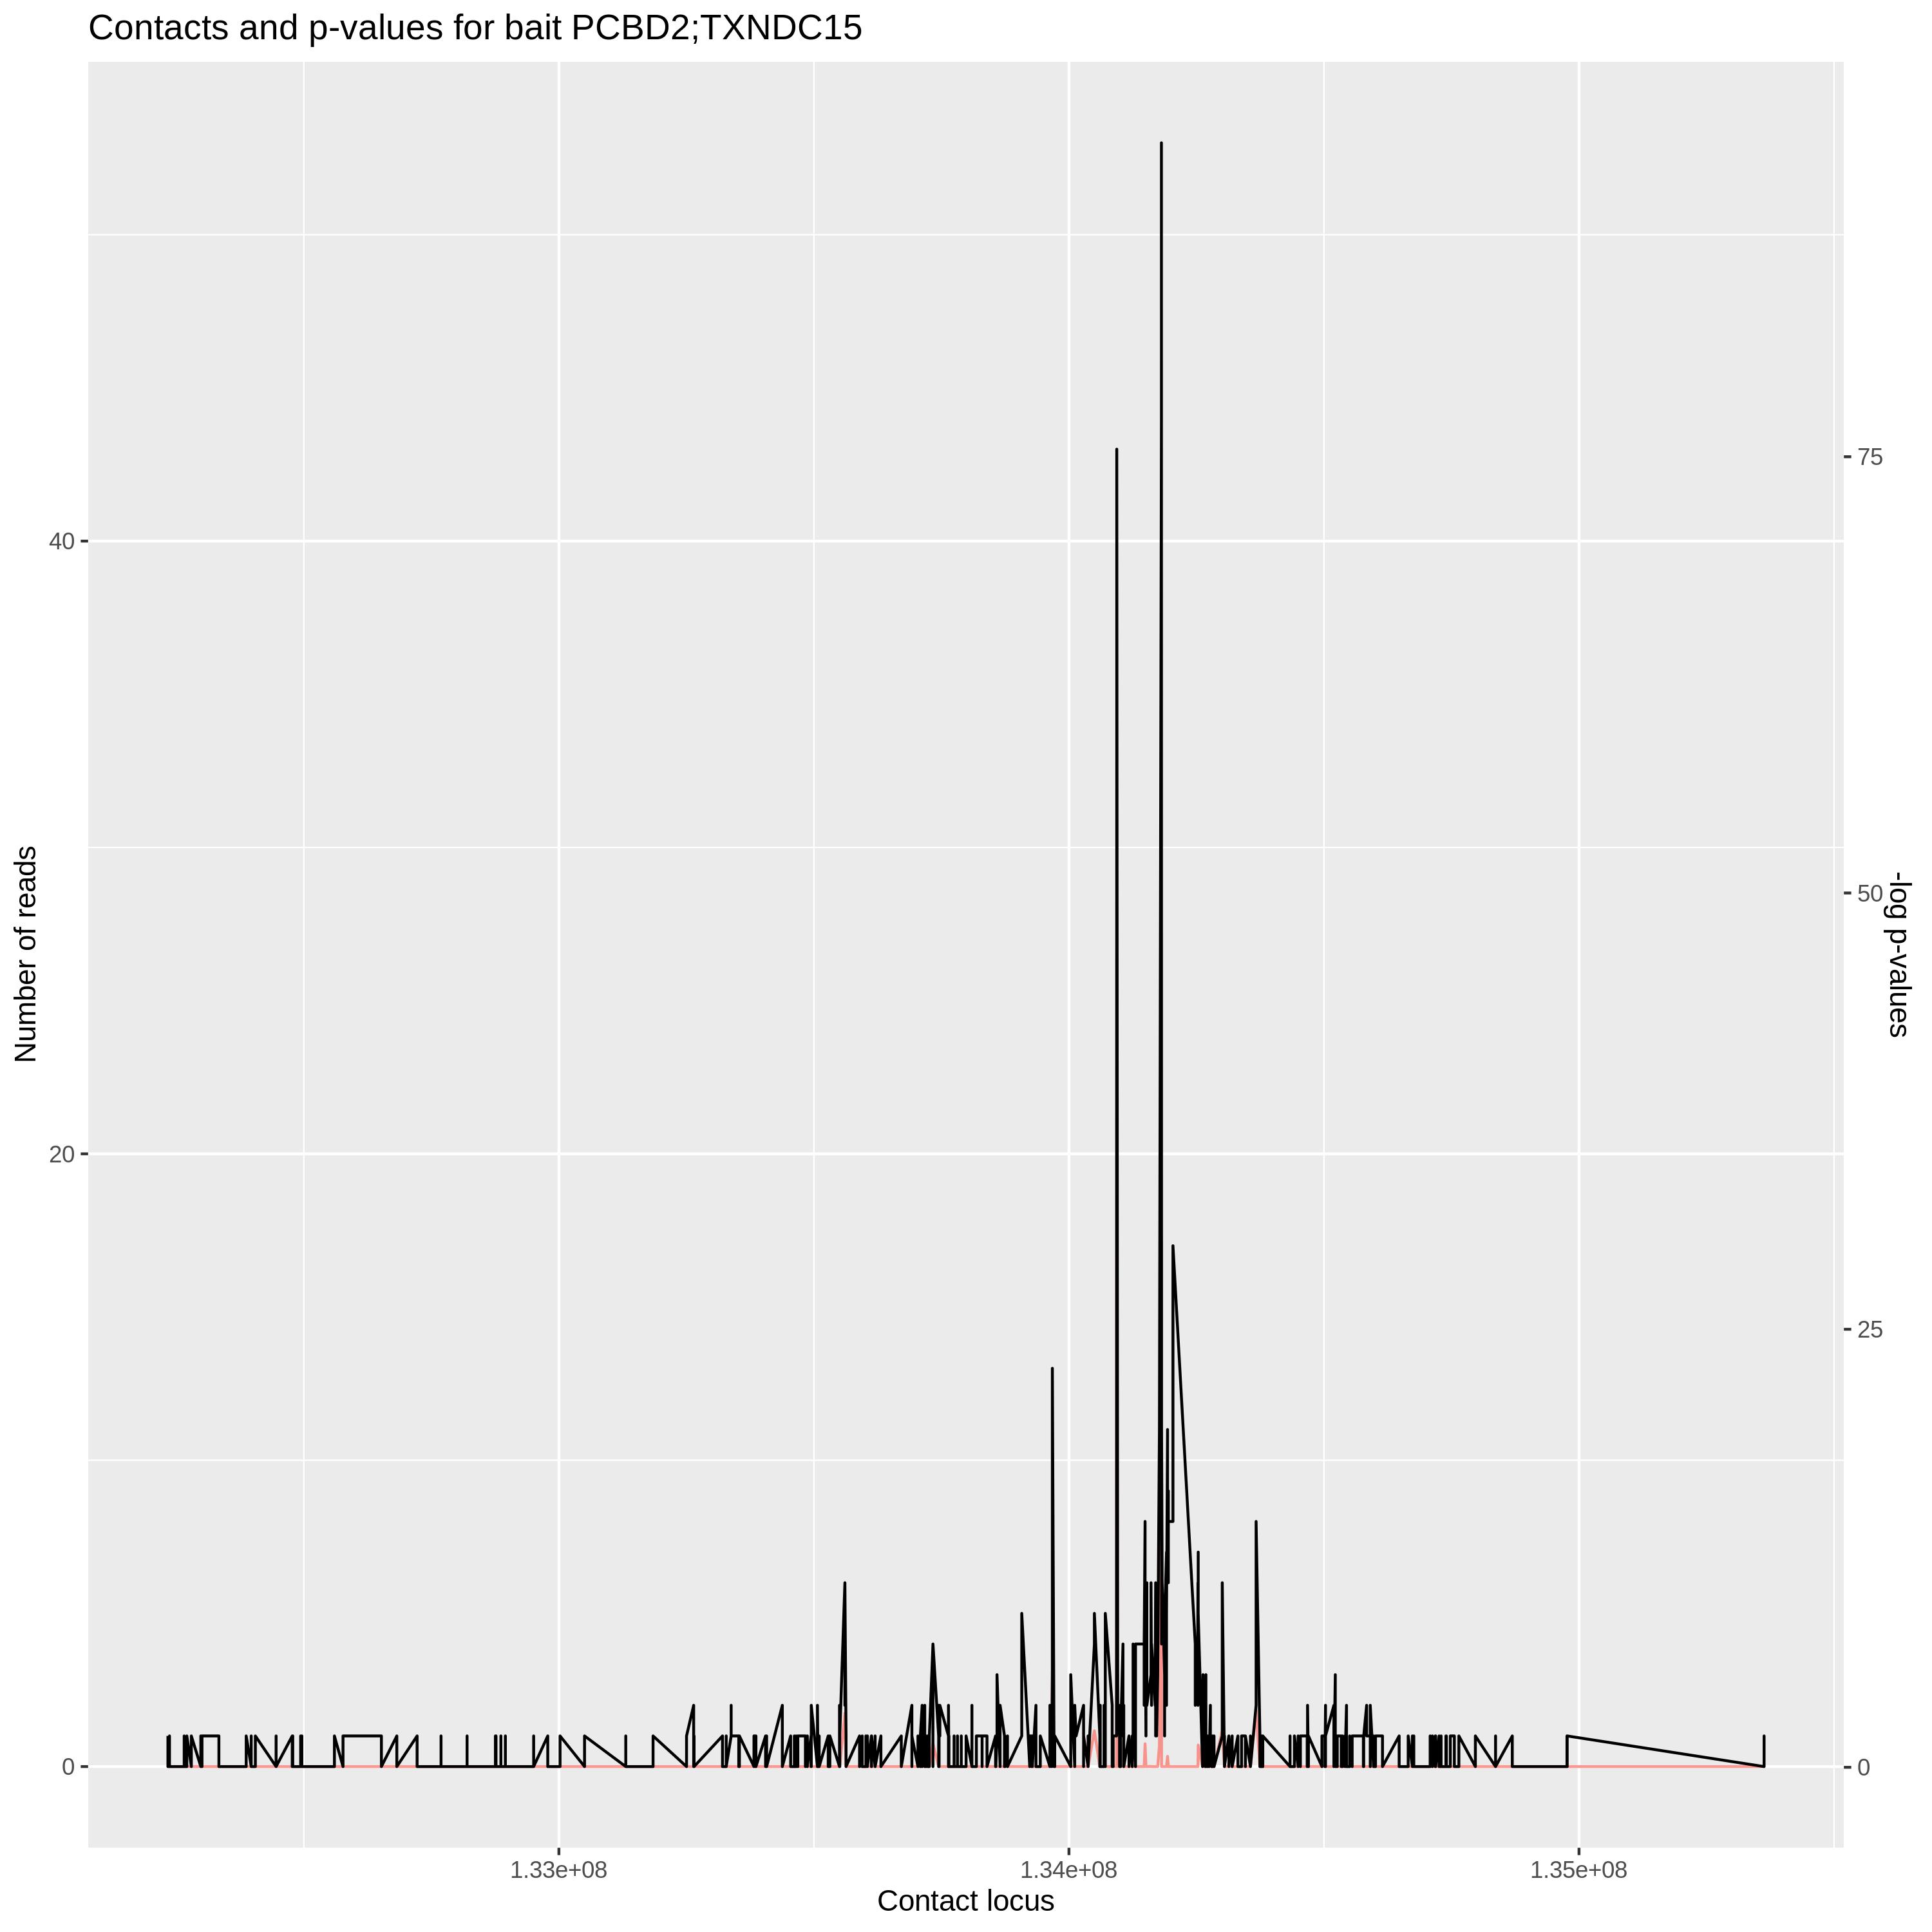 Contacts and p-values for bait PCBD2;TXNDC15
Number of reads
40
20
0
75
50
25
0
-log p-values
1.33e+08
1.34e+08
1.35e+08
Contact locus